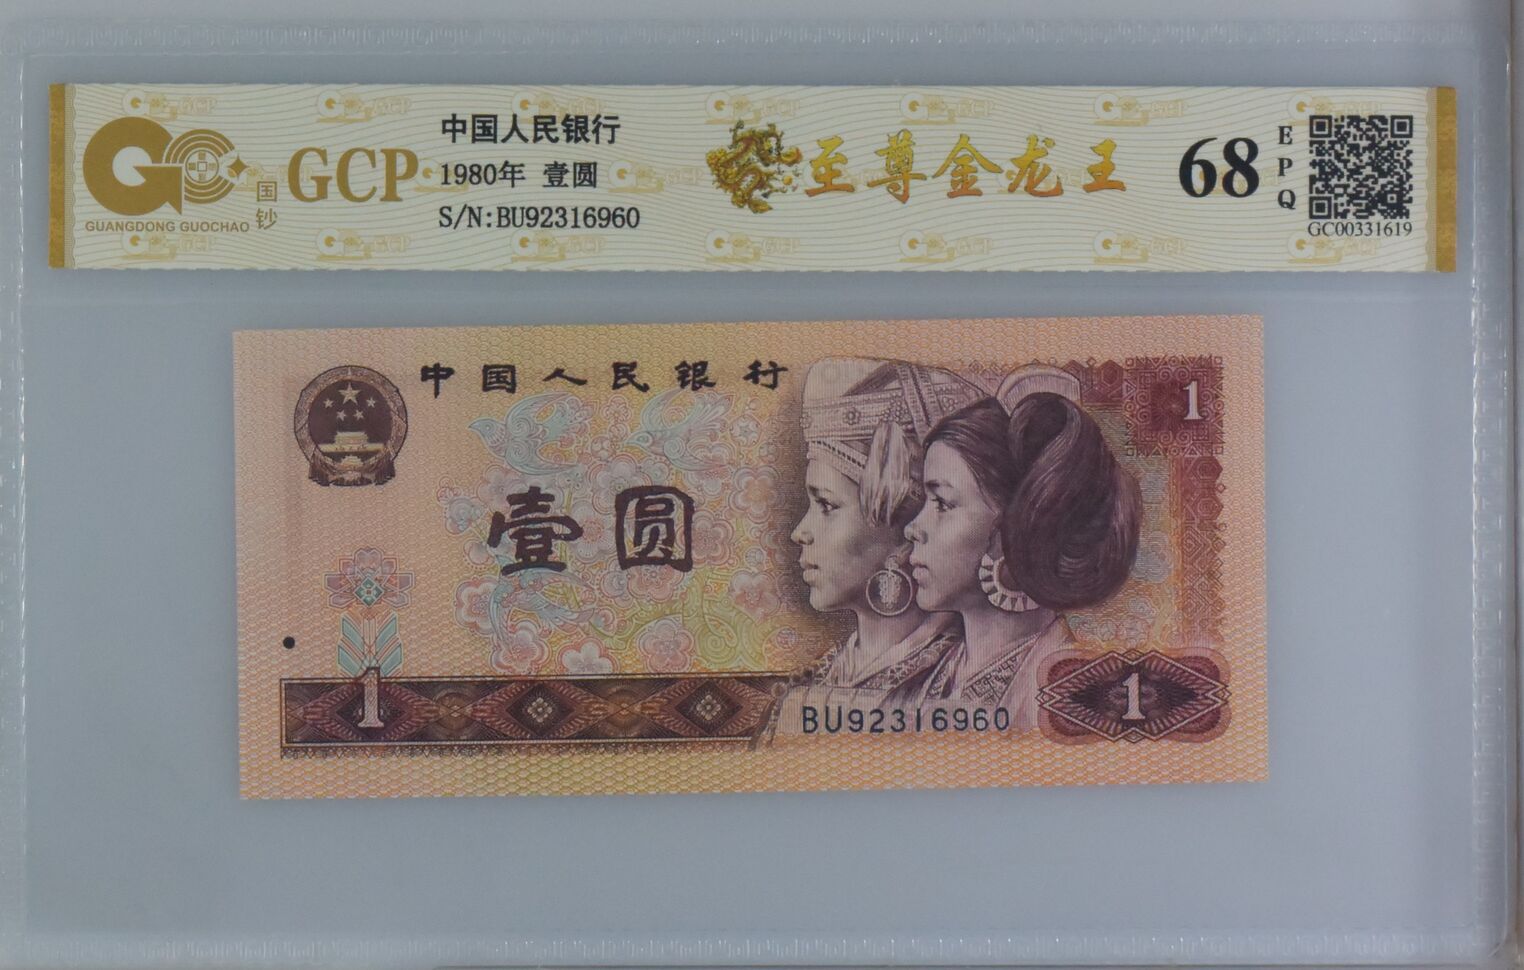 GUANGDONG GUOCHAO
国钞
GCP
中国人民银行
1980年 壹圆
S/N:BU92316960
至尊金龙王
68
EPQ
GC00331619
中国人民银行
1
壹圆
1
BU92316960
1